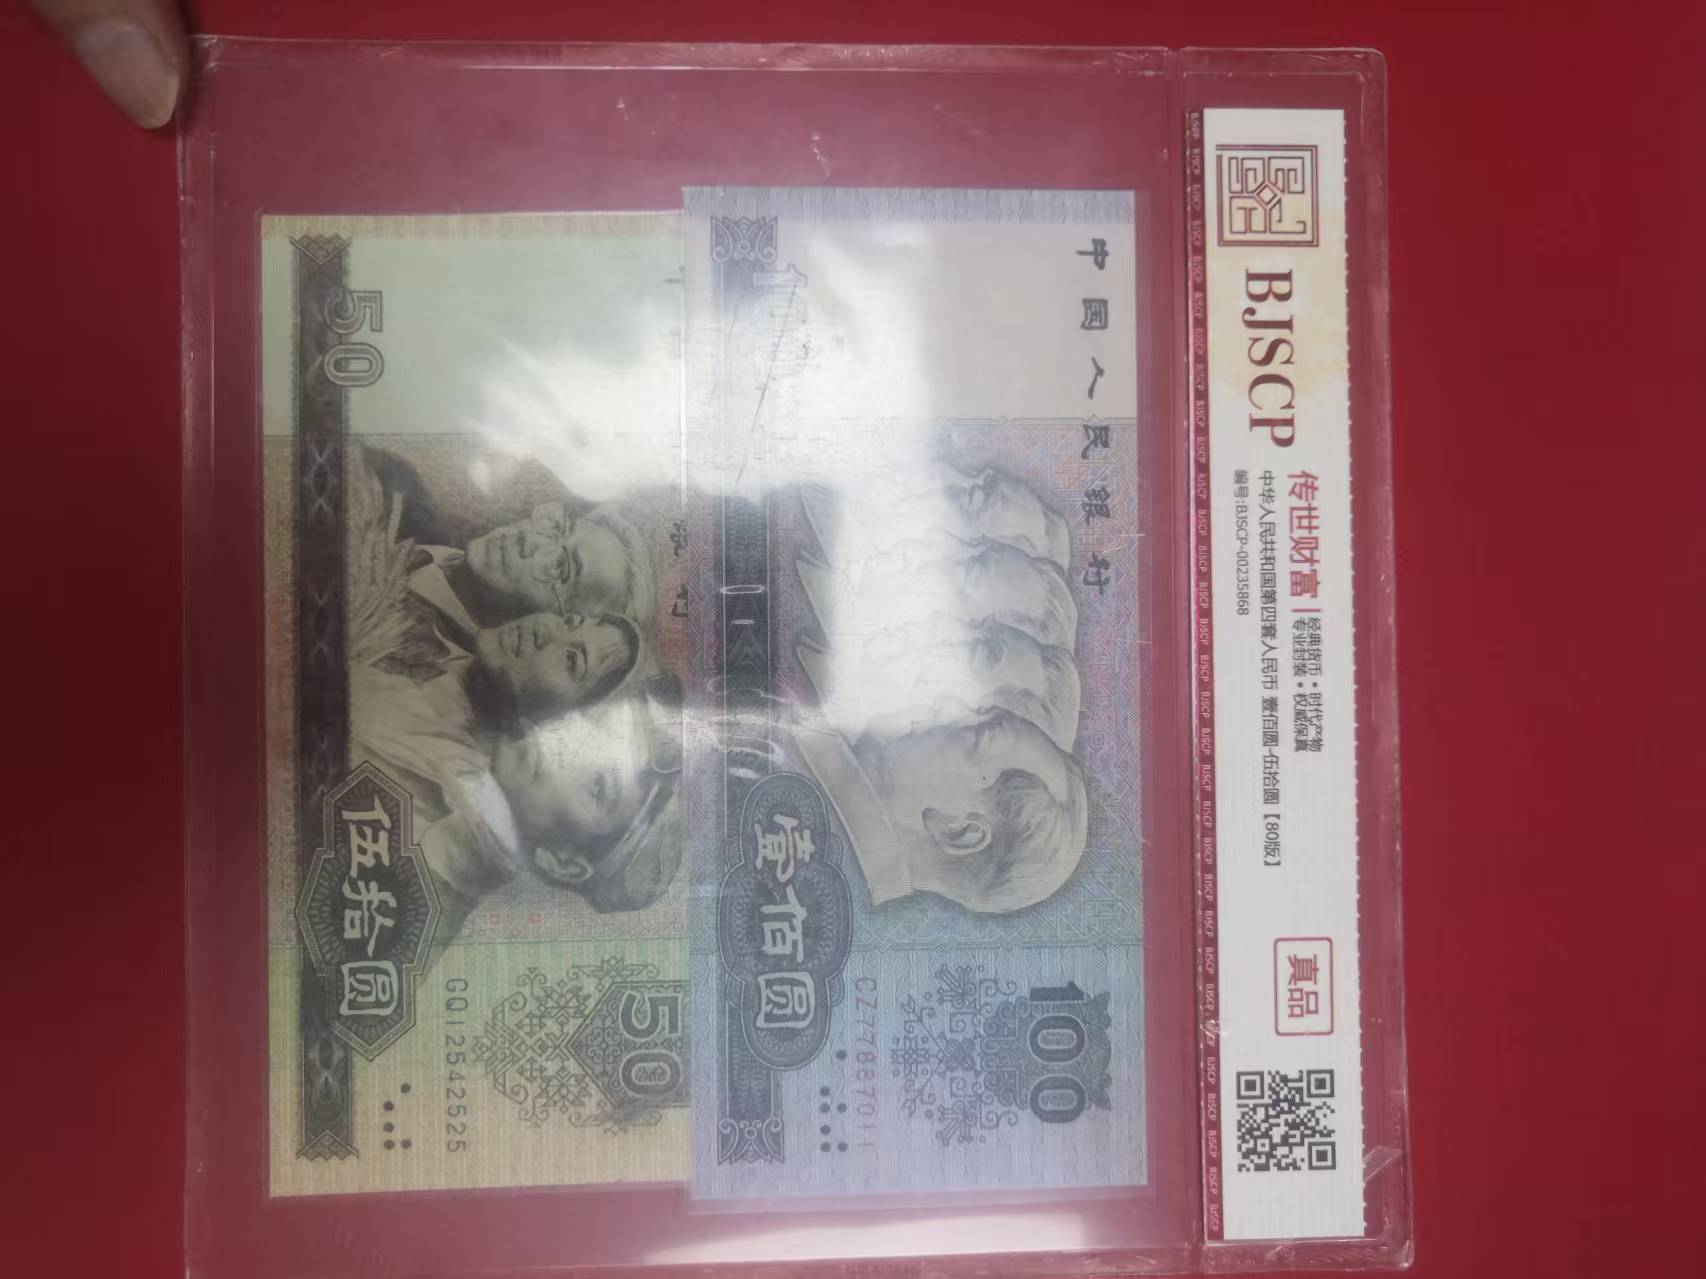 BJSCP
传世财富
经典货币·时代产物
专业封装·权威保真
中华人民共和国第四套人民币 壹佰圆-伍拾圆【80版】
编号:BJSCP-00235868
真品
中国人民银行
100
壹佰圆
CZ77887011
100
50
伍拾圆
GQ12542525
50